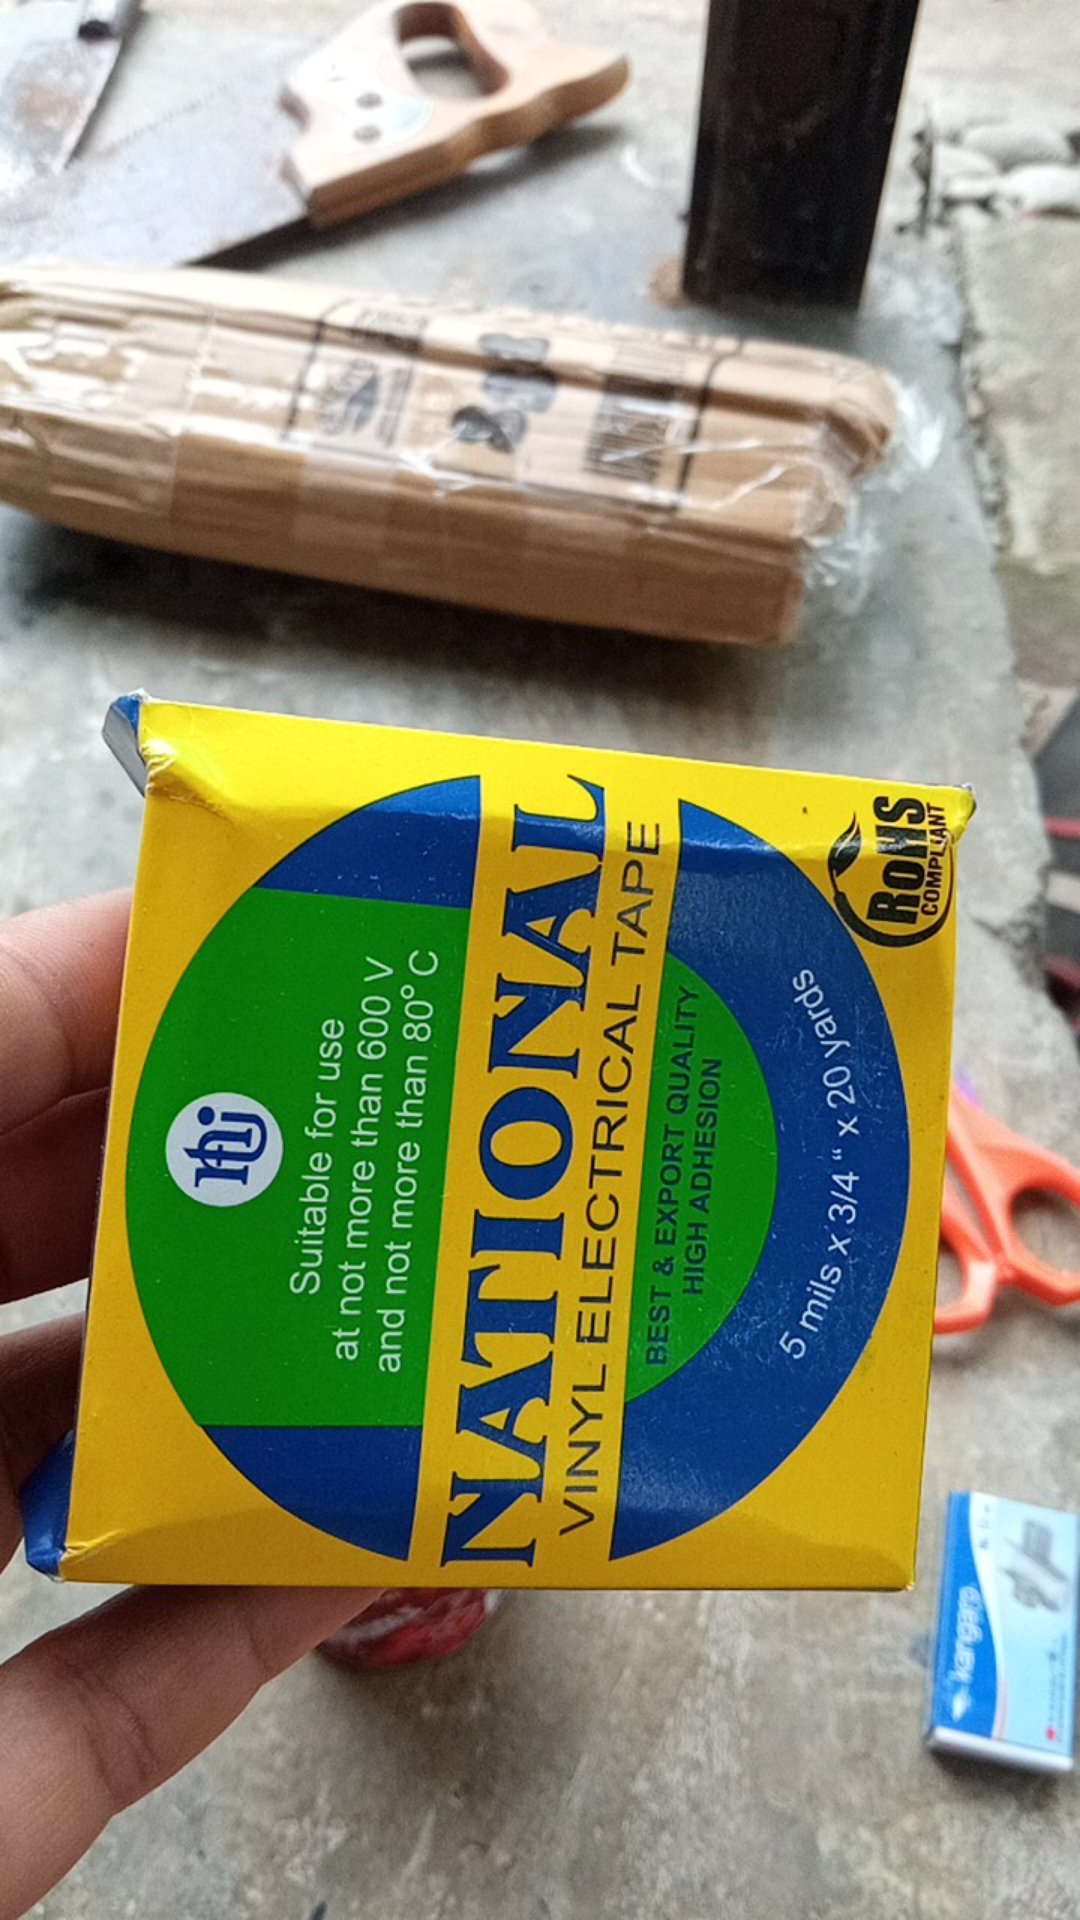 Suitable for use
at not more than 600 V
and not more than 80° C
NATIONAL
VINYL ELECTRICAL TAPE
BEST & EXPORT QUALITY
HIGH ADHESION
5 mils x 3/4 " x 20 yards
RoHS
COMPLIANT
kangaro